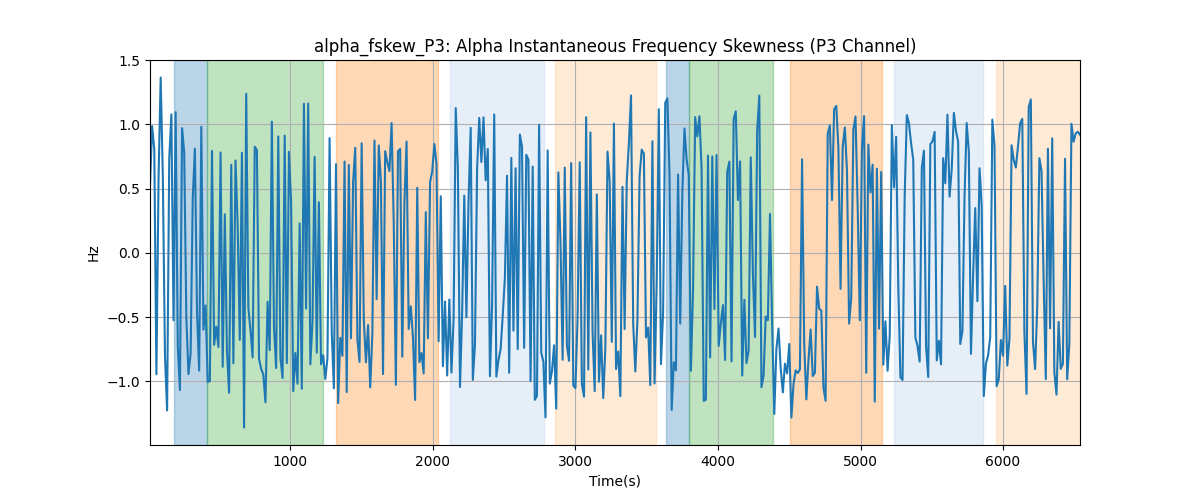 alpha_fskew_P3: Alpha Instantaneous Frequency Skewness (P3 Channel)
1.5
1.0
0.5
0.0
−0.5
−1.0
Hz
1000 2000 3000 4000 5000 6000
Time(s)